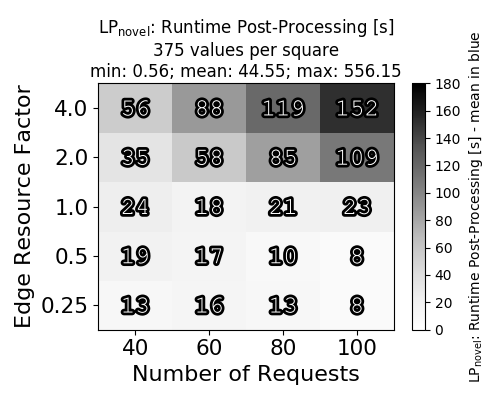 LPnovel: Runtime Post-Processing [s]
375 values per square
min: 0.56; mean: 44.55; max: 556.15
Edge Resource Factor
4.0 56 88 119 152
2.0 35 58 85 109
1.0 24 18 21 23
0.5 19 17 10 8
0.25 13 16 13 8
40 60 80 100
Number of Requests
180
160
140
120
100
80
60
40
20
0
LPnovel: Runtime Post-Processing [s] - mean in blue